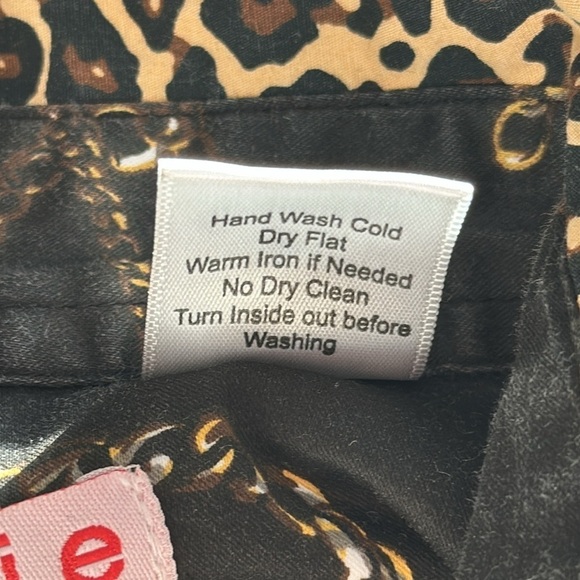 Hand Wash Cold
Dry Flat
Warm Iron if Needed
No Dry Clean
Turn Inside out before
Washing
e